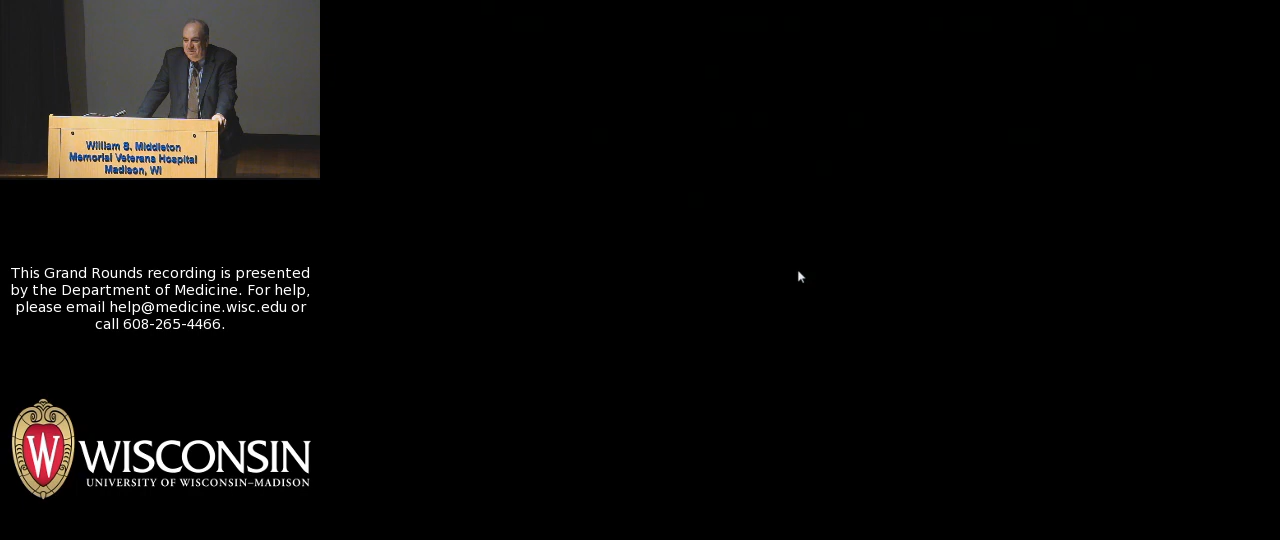 William S. Middleton
Memorial Veterans Hospital
Madison, WI
This Grand Rounds recording is presented
by the Department of Medicine. For help,
please email help@medicine.wisc.edu or
call 608-265-4466.
W
WISCONSIN
UNIVERSITY OF WISCONSIN–MADISON